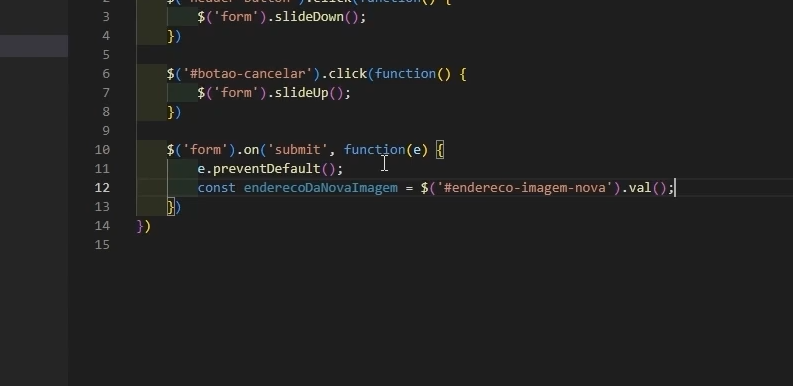 2 $('header button').click(function() {
3 $('form').slideDown();
4 })
5
6 $('#botao-cancelar').click(function() {
7 $('form').slideUp();
8 })
9
10 $('form').on('submit', function(e) {
11 e.preventDefault();
12 const enderecoDaNovaImagem = $('#endereco-imagem-nova').val();
13 })
14 })
15